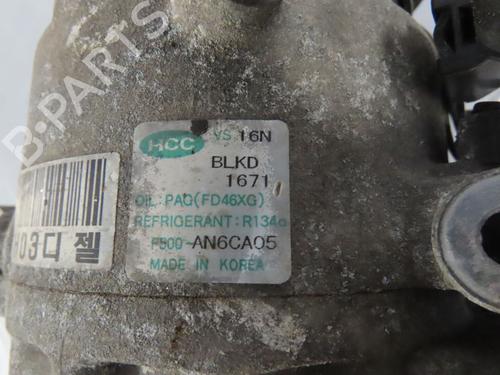 HCC VS 16N
BLKD
1671
OIL: PAG(FD46XG)
REFRIGERANT: R134a
F500-AN6CA05
MADE IN KOREA
03디젤
B-PARTS